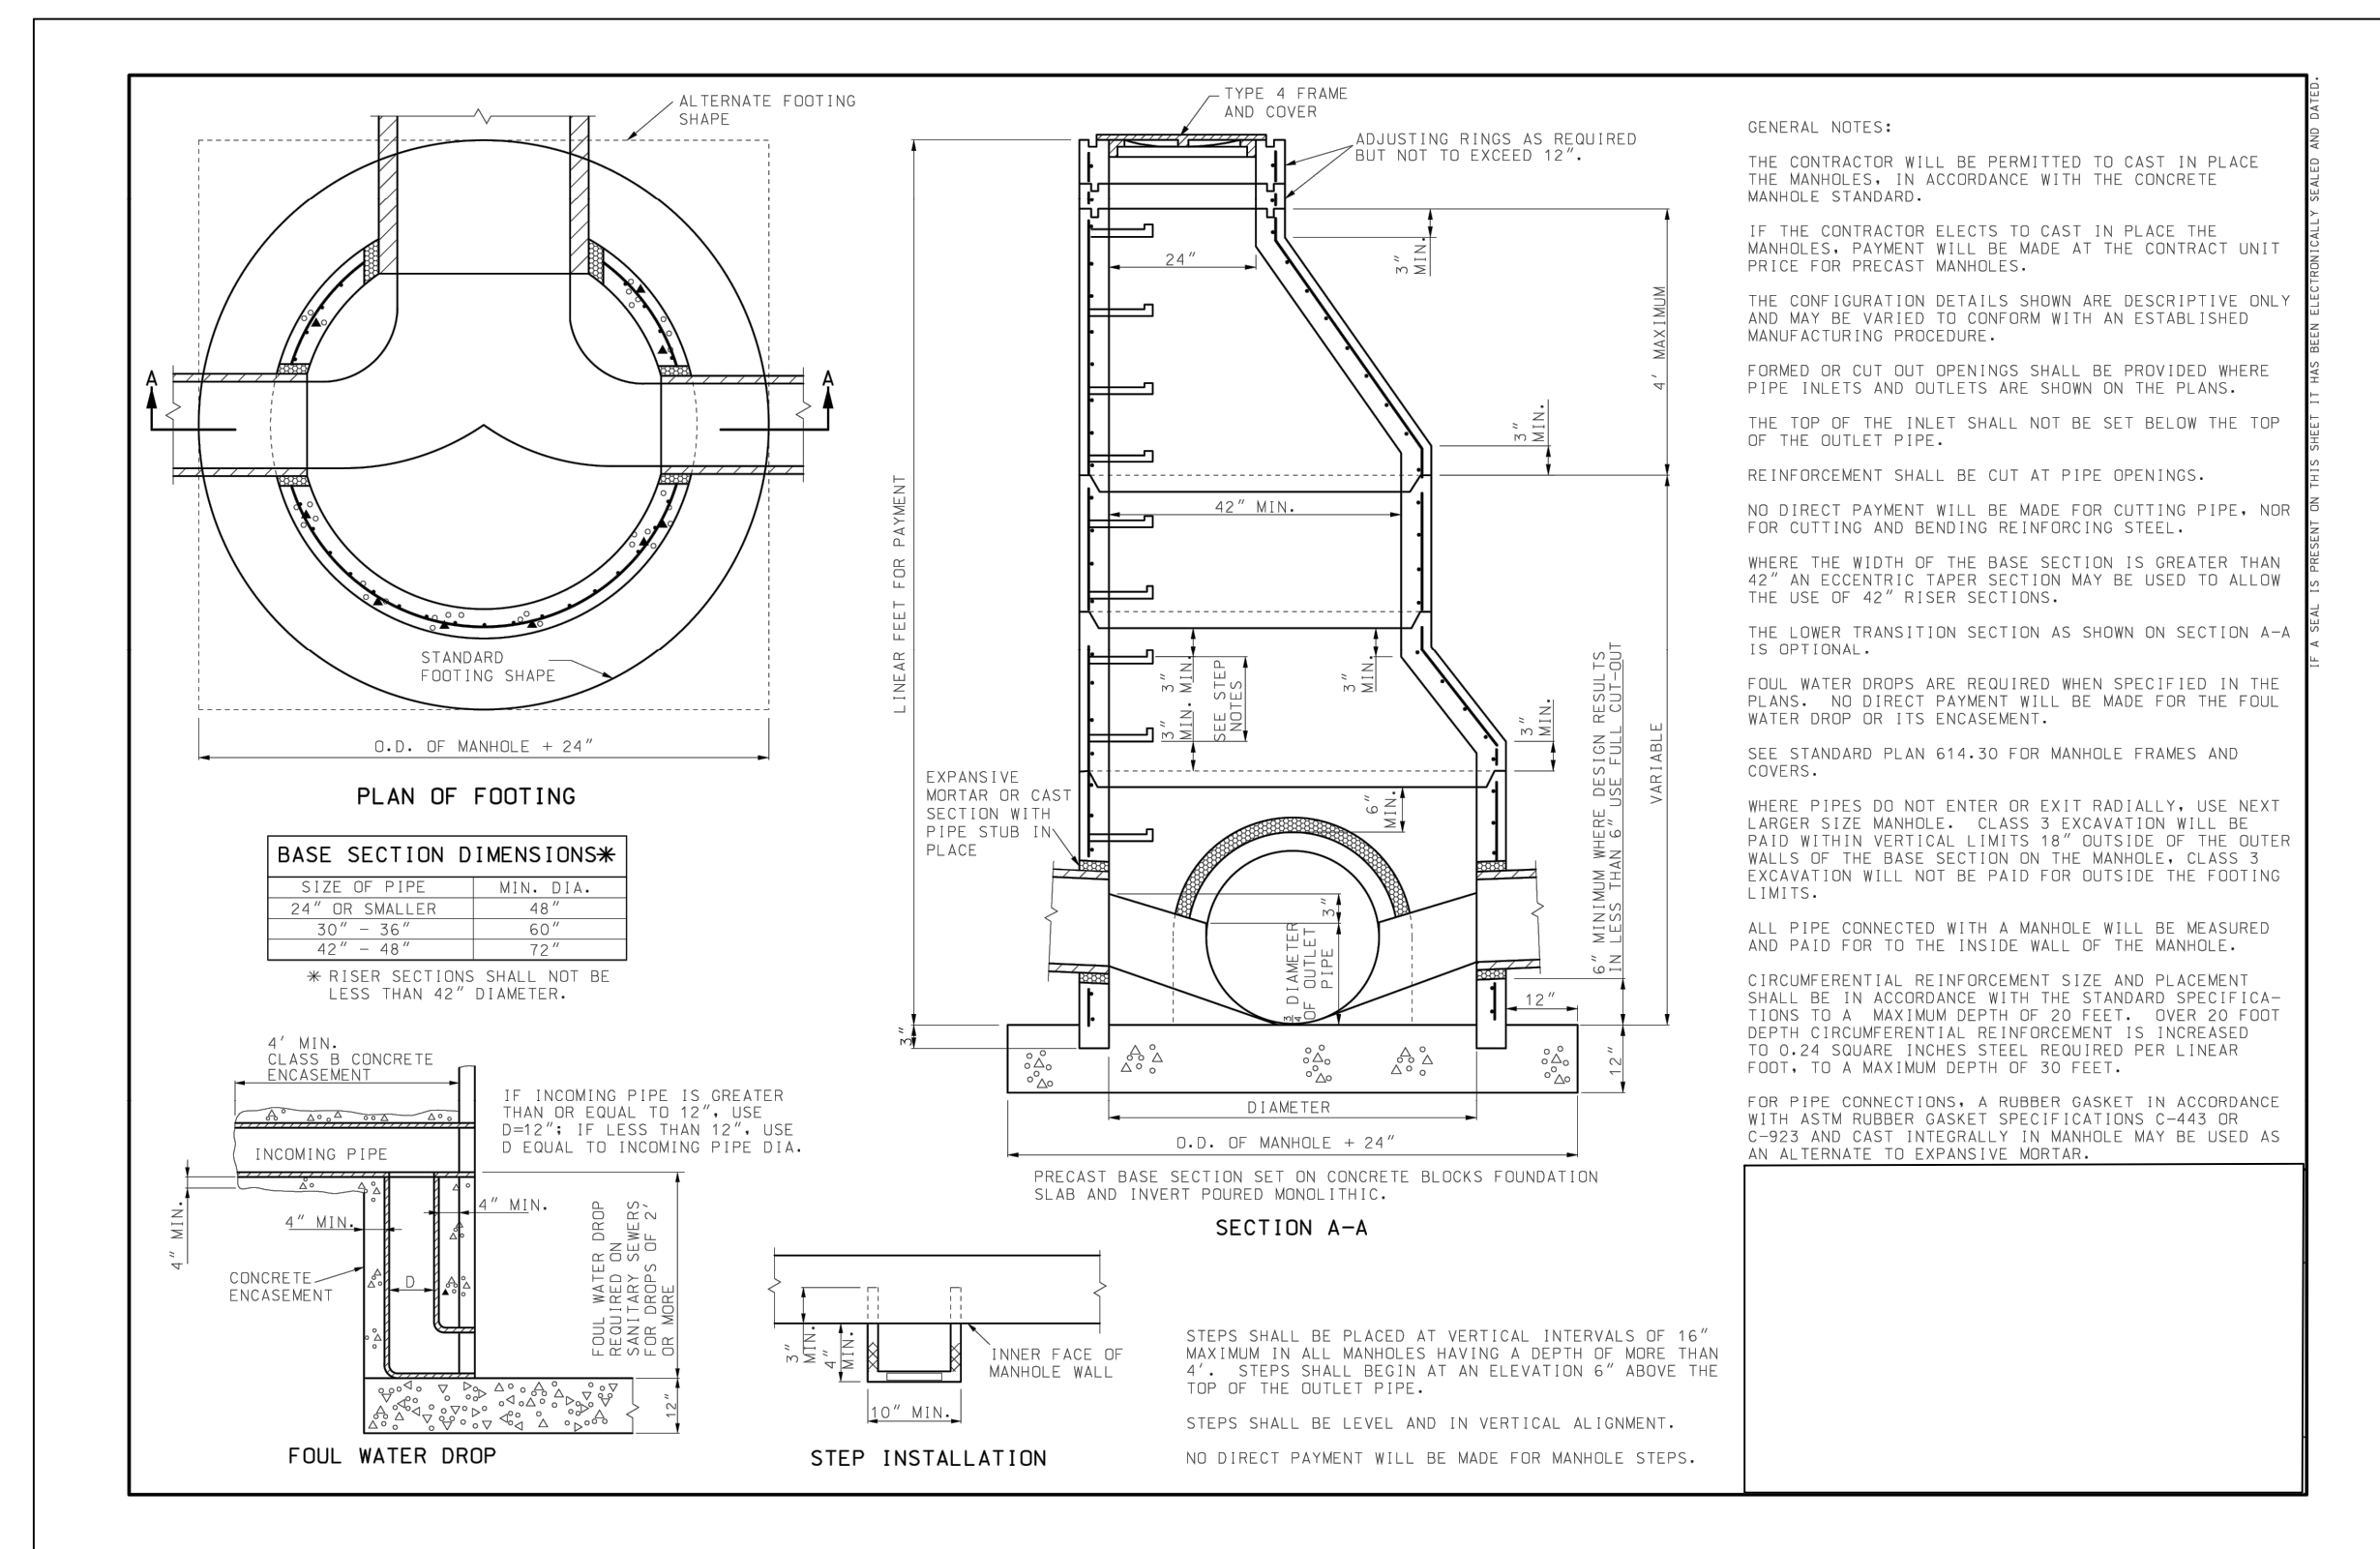 ALTERNATE FOOTING
SHAPE
A
A
STANDARD
FOOTING SHAPE
O.D. OF MANHOLE + 24"
PLAN OF FOOTING
BASE SECTION DIMENSIONS*
SIZE OF PIPE MIN. DIA.
24" OR SMALLER 48"
30" - 36" 60"
42" - 48" 72"
* RISER SECTIONS SHALL NOT BE
LESS THAN 42" DIAMETER.
4' MIN.
CLASS B CONCRETE
ENCASEMENT
IF INCOMING PIPE IS GREATER
THAN OR EQUAL TO 12", USE
D=12"; IF LESS THAN 12", USE
D EQUAL TO INCOMING PIPE DIA.
INCOMING PIPE
4" MIN.
4" MIN.
4" MIN.
CONCRETE
ENCASEMENT
D
FOUL WATER DROP
REQUIRED ON
SANITARY SEWERS
FOR DROPS OF 2'
OR MORE
12"
FOUL WATER DROP
TYPE 4 FRAME
AND COVER
ADJUSTING RINGS AS REQUIRED
BUT NOT TO EXCEED 12".
24"
3"
MIN.
4' MAXIMUM
3"
MIN.
LINEAR FEET FOR PAYMENT
42" MIN.
3"
MIN.
3"
MIN.
SEE STEP
NOTES
3"
MIN.
3"
MIN.
VARIABLE
6" MINIMUM WHERE DESIGN RESULTS
IN LESS THAN 6" USE FULL CUT-OUT
EXPANSIVE
MORTAR OR CAST
SECTION WITH
PIPE STUB IN
PLACE
6"
MIN.
3"
3/4 DIAMETER
OF OUTLET
PIPE
3"
12"
12"
DIAMETER
O.D. OF MANHOLE + 24"
PRECAST BASE SECTION SET ON CONCRETE BLOCKS FOUNDATION
SLAB AND INVERT POURED MONOLITHIC.
SECTION A-A
3"
MIN.
4"
MIN.
10" MIN.
INNER FACE OF
MANHOLE WALL
STEP INSTALLATION
STEPS SHALL BE PLACED AT VERTICAL INTERVALS OF 16"
MAXIMUM IN ALL MANHOLES HAVING A DEPTH OF MORE THAN
4'. STEPS SHALL BEGIN AT AN ELEVATION 6" ABOVE THE
TOP OF THE OUTLET PIPE.
STEPS SHALL BE LEVEL AND IN VERTICAL ALIGNMENT.
NO DIRECT PAYMENT WILL BE MADE FOR MANHOLE STEPS.
GENERAL NOTES:
THE CONTRACTOR WILL BE PERMITTED TO CAST IN PLACE
THE MANHOLES, IN ACCORDANCE WITH THE CONCRETE
MANHOLE STANDARD.
IF THE CONTRACTOR ELECTS TO CAST IN PLACE THE
MANHOLES, PAYMENT WILL BE MADE AT THE CONTRACT UNIT
PRICE FOR PRECAST MANHOLES.
THE CONFIGURATION DETAILS SHOWN ARE DESCRIPTIVE ONLY
AND MAY BE VARIED TO CONFORM WITH AN ESTABLISHED
MANUFACTURING PROCEDURE.
FORMED OR CUT OUT OPENINGS SHALL BE PROVIDED WHERE
PIPE INLETS AND OUTLETS ARE SHOWN ON THE PLANS.
THE TOP OF THE INLET SHALL NOT BE SET BELOW THE TOP
OF THE OUTLET PIPE.
REINFORCEMENT SHALL BE CUT AT PIPE OPENINGS.
NO DIRECT PAYMENT WILL BE MADE FOR CUTTING PIPE, NOR
FOR CUTTING AND BENDING REINFORCING STEEL.
WHERE THE WIDTH OF THE BASE SECTION IS GREATER THAN
42" AN ECCENTRIC TAPER SECTION MAY BE USED TO ALLOW
THE USE OF 42" RISER SECTIONS.
THE LOWER TRANSITION SECTION AS SHOWN ON SECTION A-A
IS OPTIONAL.
FOUL WATER DROPS ARE REQUIRED WHEN SPECIFIED IN THE
PLANS. NO DIRECT PAYMENT WILL BE MADE FOR THE FOUL
WATER DROP OR ITS ENCASEMENT.
SEE STANDARD PLAN 614.30 FOR MANHOLE FRAMES AND
COVERS.
WHERE PIPES DO NOT ENTER OR EXIT RADIALLY, USE NEXT
LARGER SIZE MANHOLE. CLASS 3 EXCAVATION WILL BE
PAID WITHIN VERTICAL LIMITS 18" OUTSIDE OF THE OUTER
WALLS OF THE BASE SECTION ON THE MANHOLE, CLASS 3
EXCAVATION WILL NOT BE PAID FOR OUTSIDE THE FOOTING
LIMITS.
ALL PIPE CONNECTED WITH A MANHOLE WILL BE MEASURED
AND PAID FOR TO THE INSIDE WALL OF THE MANHOLE.
CIRCUMFERENTIAL REINFORCEMENT SIZE AND PLACEMENT
SHALL BE IN ACCORDANCE WITH THE STANDARD SPECIFICA-
TIONS TO A MAXIMUM DEPTH OF 20 FEET. OVER 20 FOOT
DEPTH CIRCUMFERENTIAL REINFORCEMENT IS INCREASED
TO 0.24 SQUARE INCHES STEEL REQUIRED PER LINEAR
FOOT, TO A MAXIMUM DEPTH OF 30 FEET.
FOR PIPE CONNECTIONS, A RUBBER GASKET IN ACCORDANCE
WITH ASTM RUBBER GASKET SPECIFICATIONS C-443 OR
C-923 AND CAST INTEGRALLY IN MANHOLE MAY BE USED AS
AN ALTERNATE TO EXPANSIVE MORTAR.
IF A SEAL IS PRESENT ON THIS SHEET IT HAS BEEN ELECTRONICALLY SEALED AND DATED.